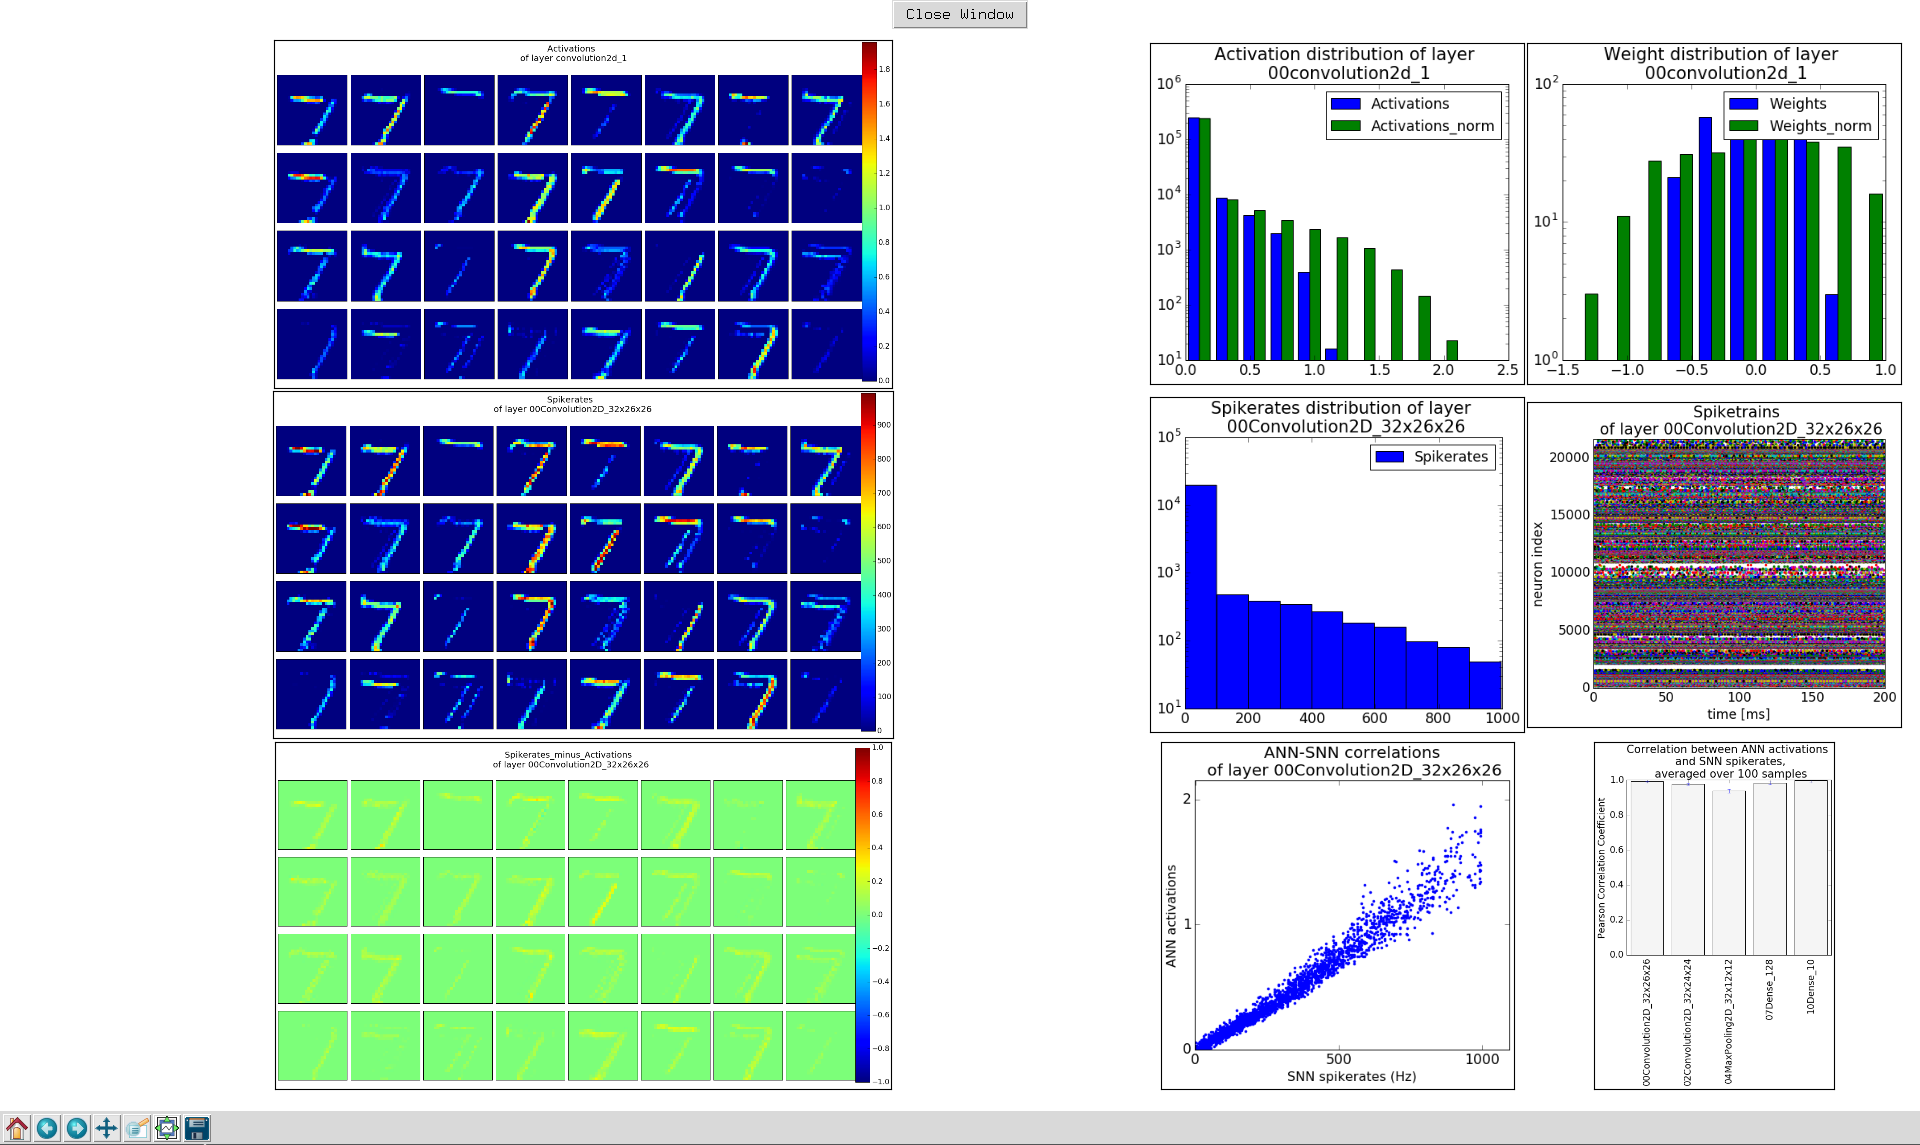 Close Window
Activations
of layer convolution2d_1
1.8
1.6
1.4
1.2
1.0
0.8
0.6
0.4
0.2
0.0
Spikerates
of layer 00Convolution2D_32x26x26
900
800
700
600
500
400
300
200
100
0
Spikerates_minus_Activations
of layer 00Convolution2D_32x26x26
1.0
0.8
0.6
0.4
0.2
0.0
−0.2
−0.4
−0.6
−0.8
−1.0
Activation distribution of layer
00convolution2d_1
10^6
10^5
10^4
10^3
10^2
10^1
Activations
Activations_norm
0.0 0.5 1.0 1.5 2.0 2.5
Weight distribution of layer
00convolution2d_1
10^2
10^1
10^0
Weights
Weights_norm
−1.5 −1.0 −0.5 0.0 0.5 1.0
Spikerates distribution of layer
00Convolution2D_32x26x26
10^5
10^4
10^3
10^2
10^1
Spikerates
0 200 400 600 800 1000
Spiketrains
of layer 00Convolution2D_32x26x26
neuron index
20000
15000
10000
5000
0
0 50 100 150 200
time [ms]
ANN-SNN correlations
of layer 00Convolution2D_32x26x26
ANN activations
2
1
0
0 500 1000
SNN spikerates (Hz)
Correlation between ANN activations
and SNN spikerates,
averaged over 100 samples
Pearson Correlation Coefficient
1.0
0.8
0.6
0.4
0.2
0.0
00Convolution2D_32x26x26
02Convolution2D_32x24x24
04MaxPooling2D_32x12x12
07Dense_128
10Dense_10